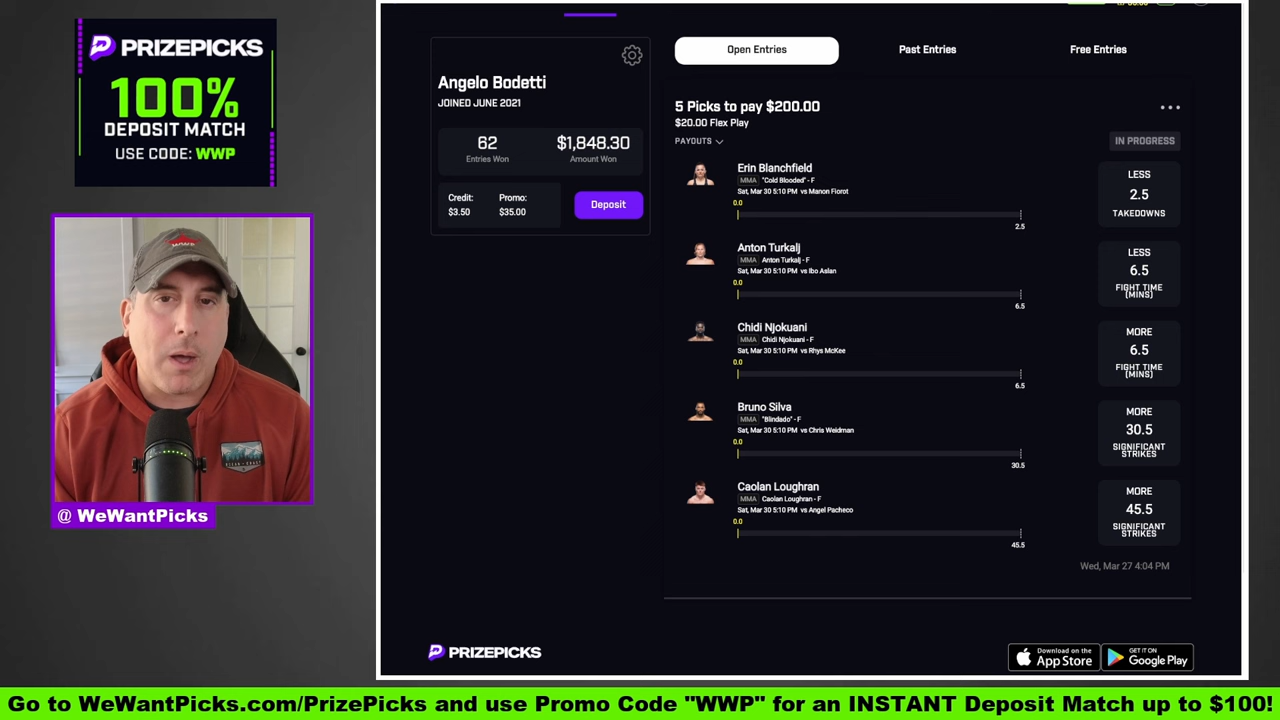 PRIZEPICKS
100%
DEPOSIT MATCH
USE CODE: WWP
@ WeWantPicks
Angelo Bodetti
JOINED JUNE 2021
62
Entries Won
$1,848.30
Amount Won
Credit:
$3.50
Promo:
$35.00
Deposit
Open Entries
Past Entries
Free Entries
5 Picks to pay $200.00
$20.00 Flex Play
PAYOUTS
IN PROGRESS
Erin Blanchfield
MMA "Cold Blooded" - F
Sat, Mar 30 5:10 PM vs Manon Fiorot
0.0
2.5
LESS
2.5
TAKEDOWNS
Anton Turkalj
MMA Anton Turkalj - F
Sat, Mar 30 5:10 PM vs Ibo Aslan
0.0
6.5
LESS
6.5
FIGHT TIME
(MINS)
Chidi Njokuani
MMA Chidi Njokuani - F
Sat, Mar 30 5:10 PM vs Rhys McKee
0.0
6.5
MORE
6.5
FIGHT TIME
(MINS)
Bruno Silva
MMA "Blindado" - F
Sat, Mar 30 5:10 PM vs Chris Weidman
0.0
30.5
MORE
30.5
SIGNIFICANT
STRIKES
Caolan Loughran
MMA Caolan Loughran - F
Sat, Mar 30 5:10 PM vs Angel Pacheco
0.0
45.5
MORE
45.5
SIGNIFICANT
STRIKES
Wed, Mar 27 4:04 PM
PRIZEPICKS
Download on the
App Store
GET IT ON
Google Play
Go to WeWantPicks.com/PrizePicks and use Promo Code "WWP" for an INSTANT Deposit Match up to $100!